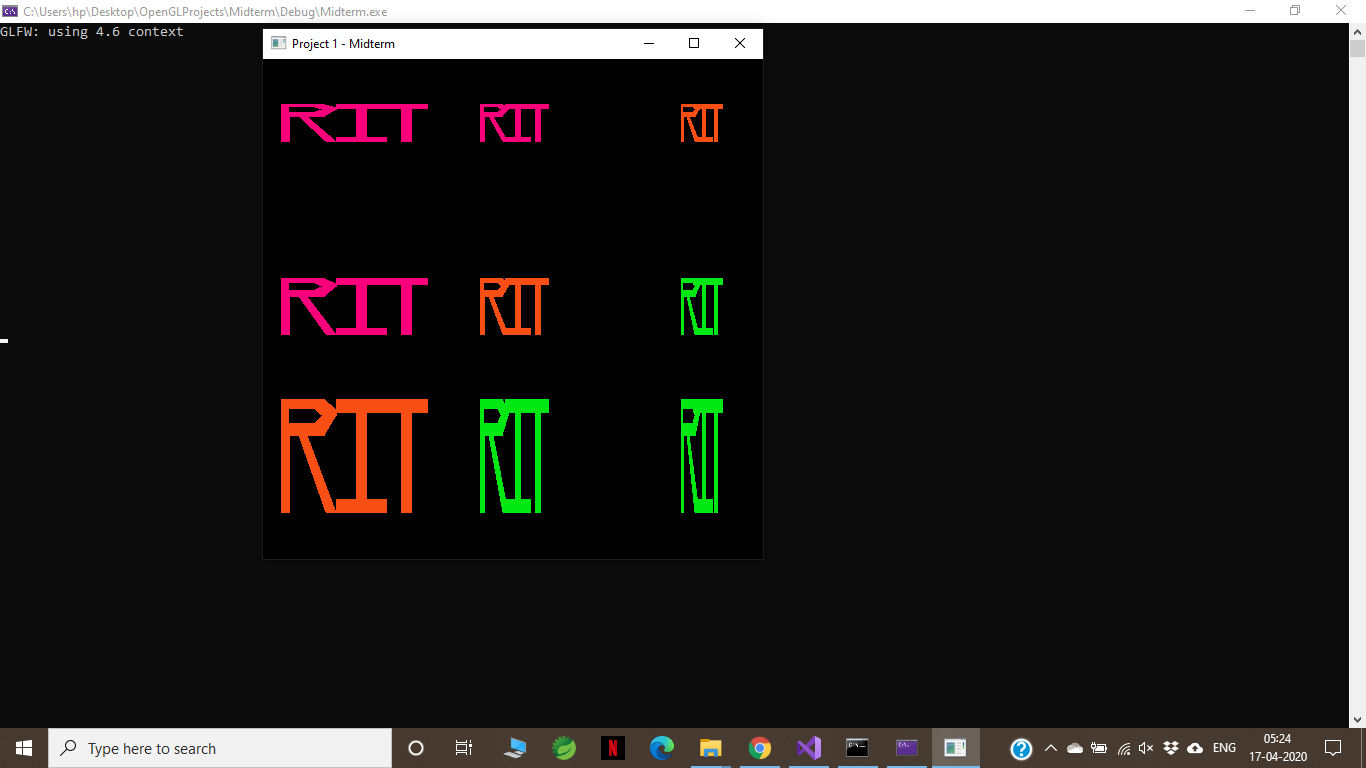 C:\Users\hp\Desktop\OpenGLProjects\Midterm\Debug\Midterm.exe
GLFW: using 4.6 context
Project 1 - Midterm
RIT RIT RIT
RIT RIT RIT
RIT RIT RIT
Type here to search
N
C:\.
C:\.
ENG
05:24
17-04-2020